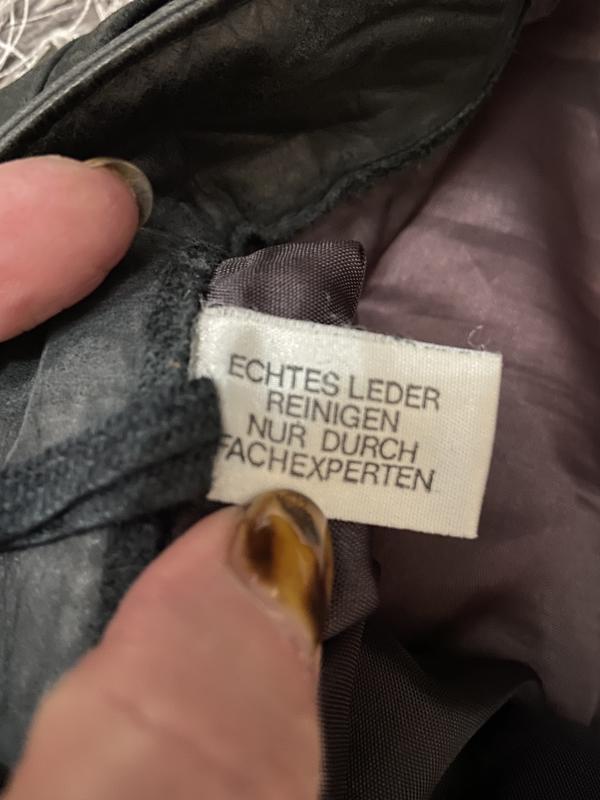 ECHTES LEDER
REINIGEN
NUR DURCH
FACHEXPERTEN